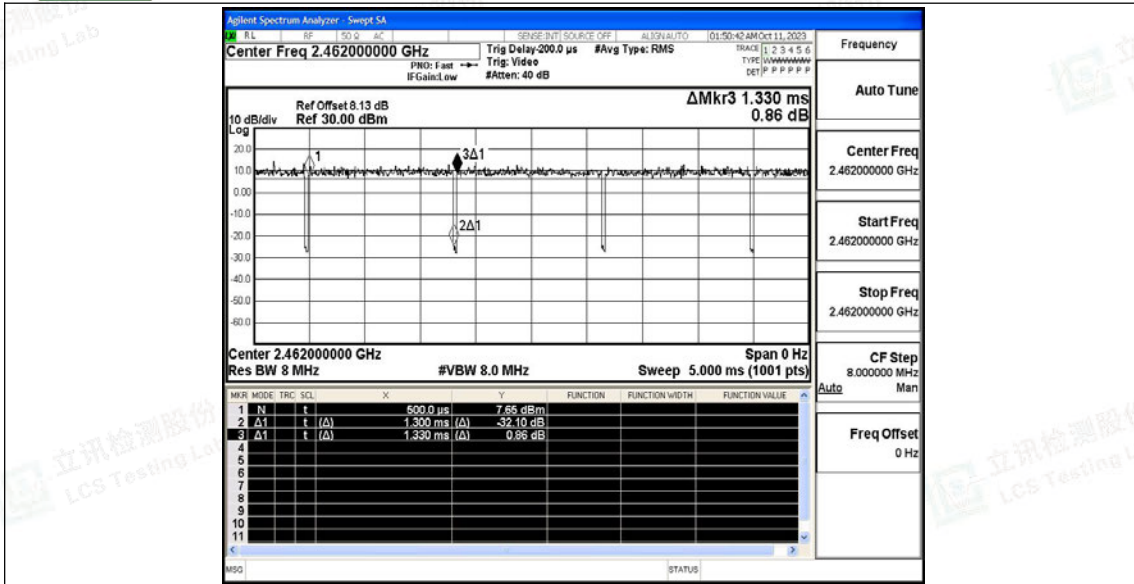 Agilent Spectrum Analyzer - Swept SA
RL RF 50 Ω AC SENSE:INT SOURCE OFF ALIGNAUTO 01:50:42 AM Oct 11, 2023
Center Freq 2.462000000 GHz
PNO: Fast
IFGain:Low
Trig Delay-200.0 µs #Avg Type: RMS
Trig: Video
#Atten: 40 dB
TRACE 1 2 3 4 5 6
TYPE WWWWWW
DET P P P P P P
ΔMkr3 1.330 ms
0.86 dB
Ref Offset 8.13 dB
10 dB/div Ref 30.00 dBm
Log
20.0
10.0
0.00
-10.0
-20.0
-30.0
-40.0
-50.0
-60.0
1
3Δ1
2Δ1
Center 2.462000000 GHz Span 0 Hz
Res BW 8 MHz #VBW 8.0 MHz Sweep 5.000 ms (1001 pts)
MKR MODE TRC SCL X Y FUNCTION FUNCTION WIDTH FUNCTION VALUE
1 N t 500.0 µs 7.65 dBm
2 Δ1 t (Δ) 1.300 ms (Δ) -32.10 dB
3 Δ1 t (Δ) 1.330 ms (Δ) 0.86 dB
4
5
6
7
8
9
10
11
MSG STATUS
Frequency
Auto Tune
Center Freq
2.462000000 GHz
Start Freq
2.462000000 GHz
Stop Freq
2.462000000 GHz
CF Step
8.000000 MHz
Auto Man
Freq Offset
0 Hz
立讯检测股份
LCS Testing Lab
立讯检测股份
LCS Testing L